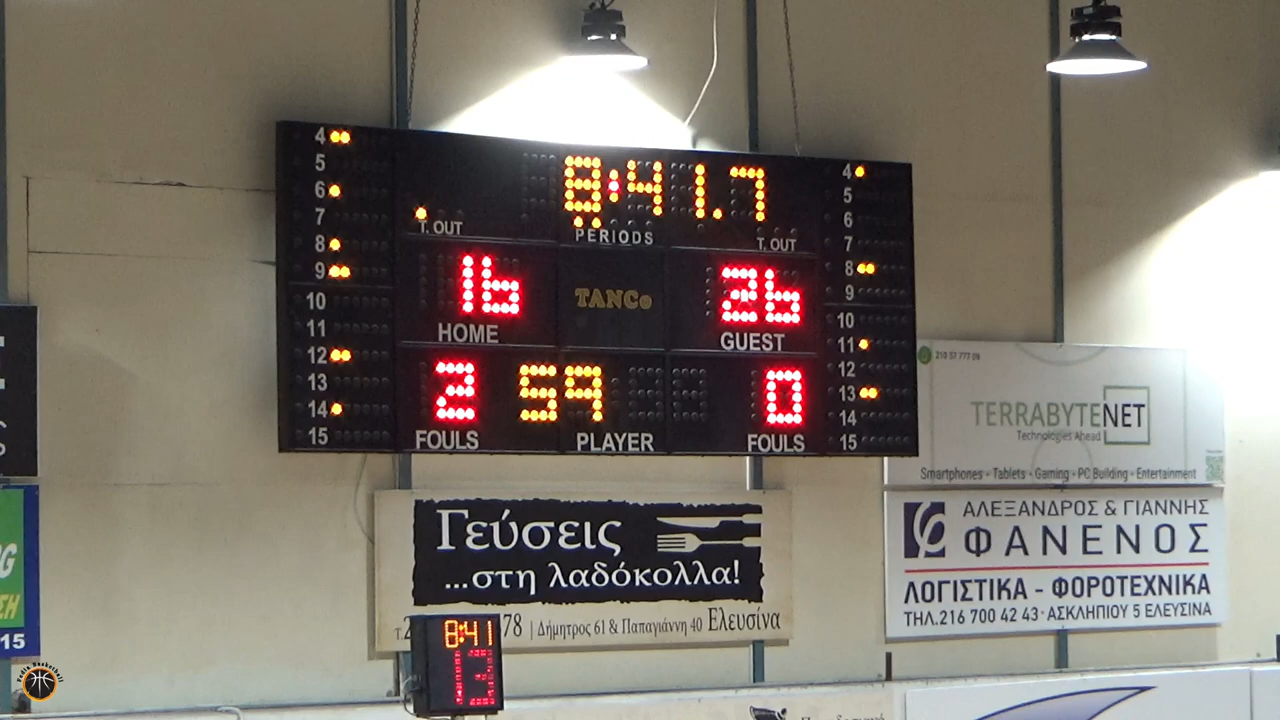 8:41.7
T. OUT
PERIODS
T. OUT
4
5
6
7
8
9
10
11
12
13
14
15
16
HOME
TANCo
26
GUEST
2
FOULS
59
PLAYER
0
FOULS
4
5
6
7
8
9
10
11
12
13
14
15
210 57 777 09
TERRABYTENET
Technologies Ahead
Smartphones - Tablets - Gaming - PC Building - Entertainment
Γεύσεις
...στη λαδόκολλα!
78 | Δήμητρος 61 & Παπαγιάννη 40 Ελευσίνα
ΑΛΕΞΑΝΔΡΟΣ & ΓΙΑΝΝΗΣ
ΦΑΝΕΝΟΣ
ΛΟΓΙΣΤΙΚΑ - ΦΟΡΟΤΕΧΝΙΚΑ
ΤΗΛ.216 700 42 43 · ΑΣΚΛΗΠΙΟΥ 5 ΕΛΕΥΣΙΝΑ
8:41
13
15